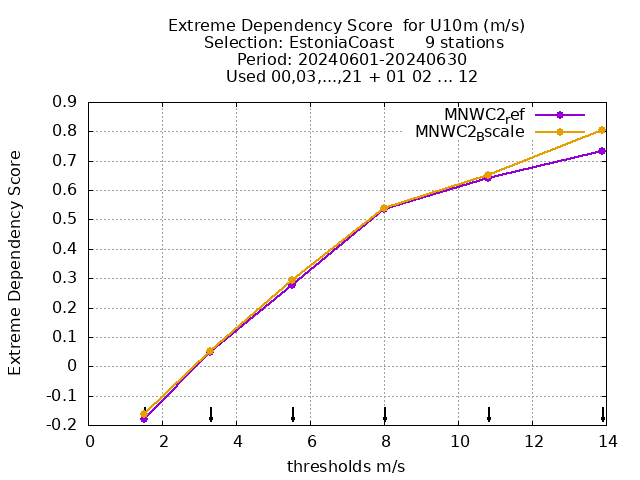 Extreme Dependency Score  for U10m (m/s)
Selection: EstoniaCoast      9 stations
Period: 20240601-20240630
Used 00,03,...,21 + 01 02 ... 12
MNWC2ref
MNWC2Bscale
0.9
0.8
0.7
0.6
0.5
0.4
0.3
0.2
0.1
0
-0.1
-0.2
Extreme Dependency Score
0 2 4 6 8 10 12 14
thresholds m/s